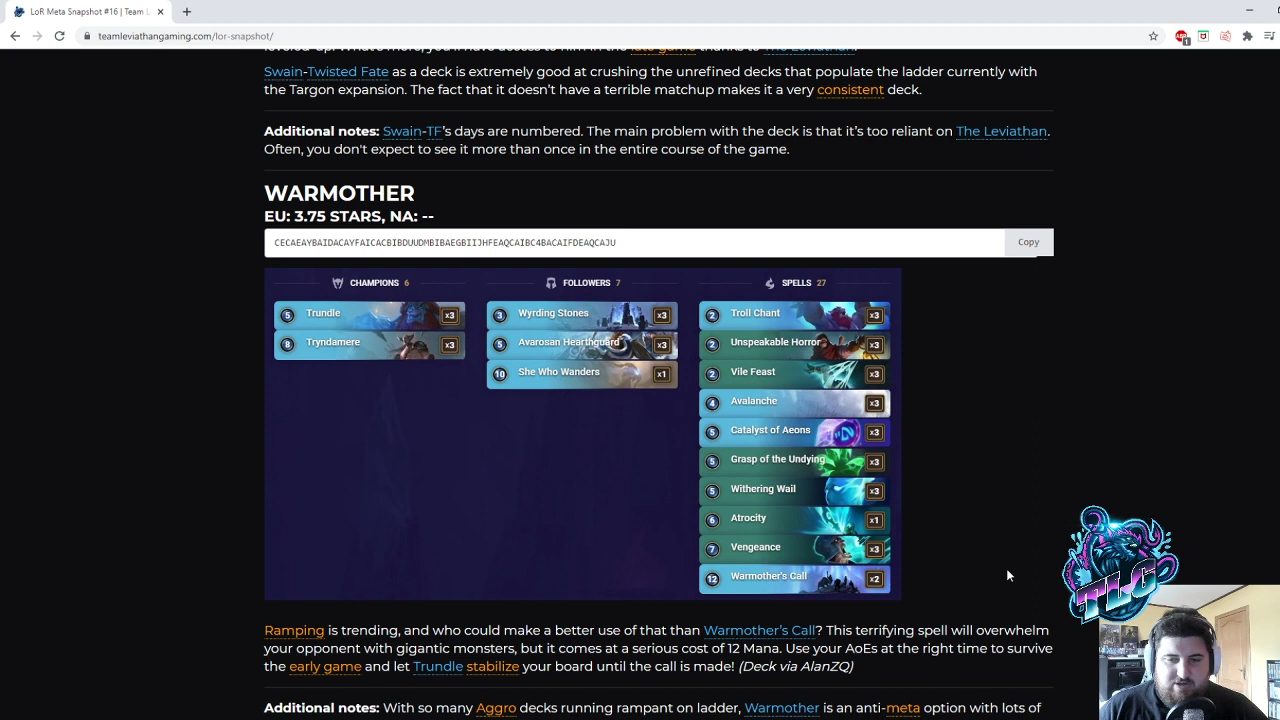 LoR Meta Snapshot #16 | Team L
teamleviathangaming.com/lor-snapshot/
Swain-Twisted Fate as a deck is extremely good at crushing the unrefined decks that populate the ladder currently with
the Targon expansion. The fact that it doesn't have a terrible matchup makes it a very consistent deck.
Additional notes: Swain-TF's days are numbered. The main problem with the deck is that it's too reliant on The Leviathan.
Often, you don't expect to see it more than once in the entire course of the game.
WARMOTHER
EU: 3.75 STARS, NA: --
CECAEAYBAIDACAYFAICACBIBDUUDMBIBAEGBIIJHFEAQCAIBC4BACAIFDEAQCAJU Copy
CHAMPIONS 6
5 Trundle x3
8 Tryndamere x3
FOLLOWERS 7
3 Wyrding Stones x3
5 Avarosan Hearthguard x3
10 She Who Wanders x1
SPELLS 27
2 Troll Chant x3
2 Unspeakable Horror x3
2 Vile Feast x3
4 Avalanche x3
5 Catalyst of Aeons x3
5 Grasp of the Undying x3
5 Withering Wail x3
6 Atrocity x1
7 Vengeance x3
12 Warmother's Call x2
TLG
Ramping is trending, and who could make a better use of that than Warmother's Call? This terrifying spell will overwhelm
your opponent with gigantic monsters, but it comes at a serious cost of 12 Mana. Use your AoEs at the right time to survive
the early game and let Trundle stabilize your board until the call is made! (Deck via AlanZQ)
Additional notes: With so many Aggro decks running rampant on ladder, Warmother is an anti-meta option with lots of